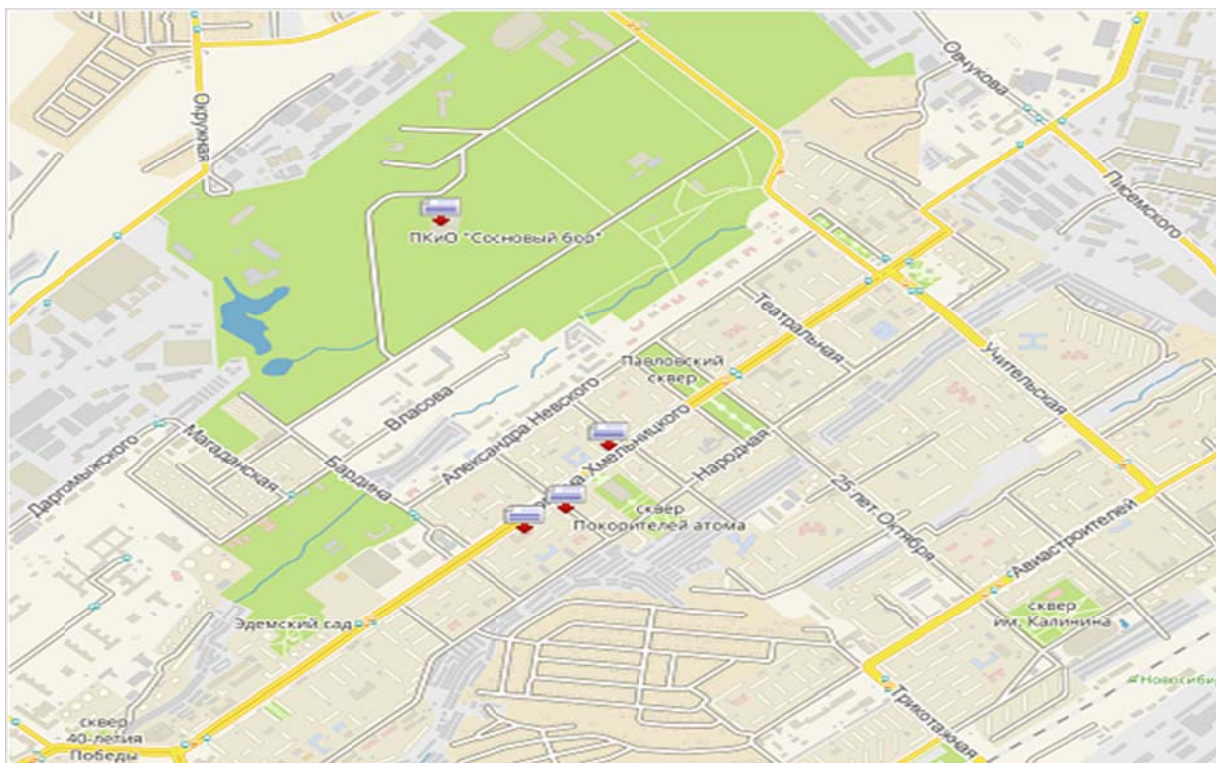 Овчукова
Окружная
Писемского
ПКиО "Сосновый бор"
Театральная
Учительская
Павловский
сквер
Власова
Александра Невского
Хмельницкого
Даргомыжского
Магаданская
Бардина
Народная
25 лет Октября
сквер
Покорителей атома
Авиастроителей
сквер
им. Калинина
Эдемский сад
Новосиби
Трикотажная
сквер
40-летия
Победы